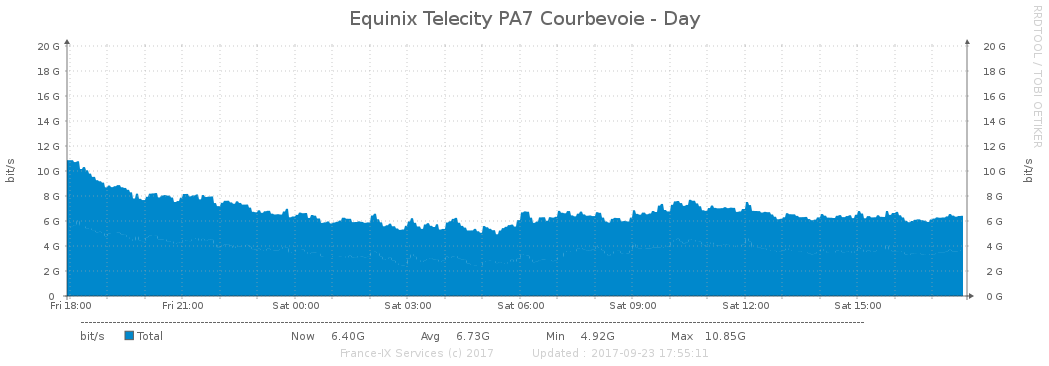 Equinix Telecity PA7 Courbevoie - Day
RRDTOOL / TOBI OETIKER
bit/s
20 G 20 G
18 G 18 G
16 G 16 G
14 G 14 G
12 G 12 G
10 G 10 G
8 G 8 G
6 G 6 G
4 G 4 G
2 G 2 G
0 0 G
bit/s
Fri 18:00 Fri 21:00 Sat 00:00 Sat 03:00 Sat 06:00 Sat 09:00 Sat 12:00 Sat 15:00
bit/s Total Now 6.40G Avg 6.73G Min 4.92G Max 10.85G
France-IX Services (c) 2017 Updated : 2017-09-23 17:55:11